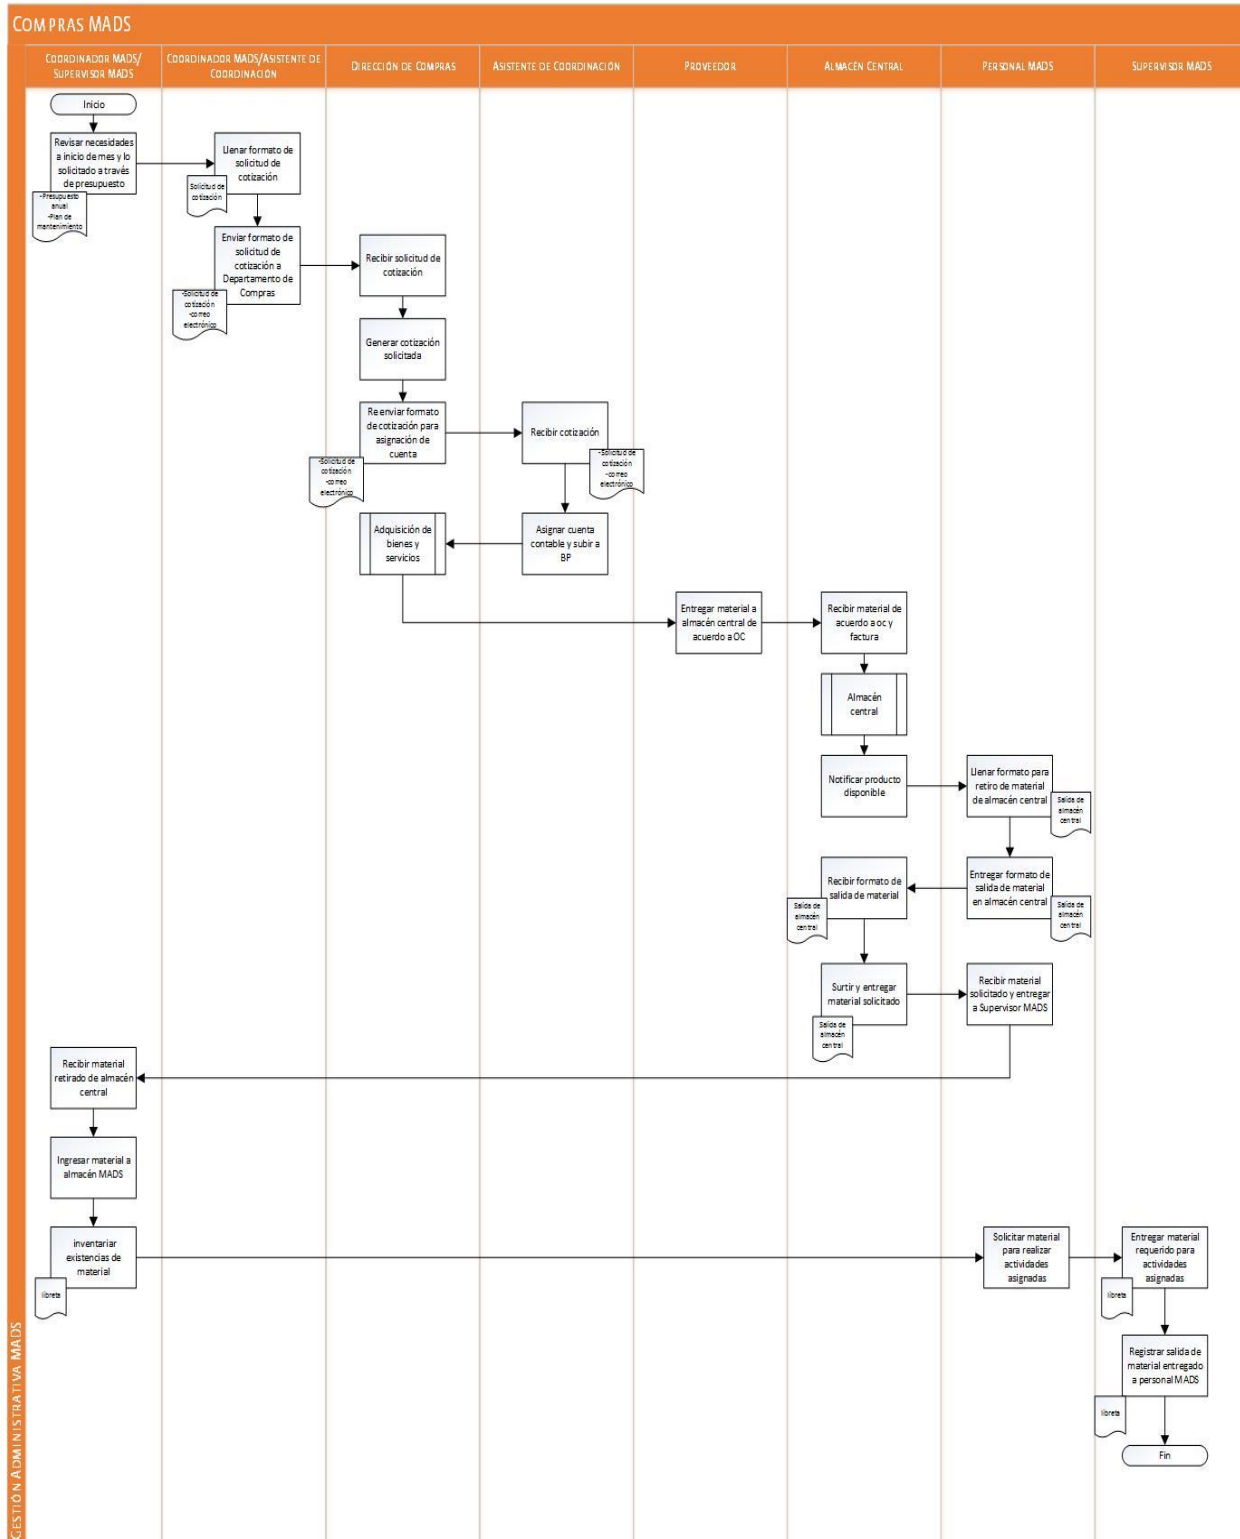 COMPRAS MADS
COORDINADOR MADS/
SUPERVISOR MADS
COORDINADOR MADS/ASISTENTE DE
COORDINACIÓN
DIRECCIÓN DE COMPRAS
ASISTENTE DE COORDINACIÓN
PROVEEDOR
ALMACÉN CENTRAL
PERSONAL MADS
SUPERVISOR MADS
Inicio
Revisar necesidades
a inicio de mes y lo
solicitado a través
de presupuesto
-Presupuesto
anual
-Plan de
mantenimiento
Llenar formato de
solicitud de
cotización
Solicitud de
cotización
Enviar formato de
solicitud de
cotización a
Departamento de
Compras
-Solicitud de
cotización
-correo
electrónico
Recibir solicitud de
cotización
Generar cotización
solicitada
Re enviar formato
de cotización para
asignación de
cuenta
-Solicitud de
cotización
-correo
electrónico
Recibir cotización
-Solicitud de
cotización
-correo
electrónico
Adquisición de
bienes y
servicios
Asignar cuenta
contable y subir a
BP
Entregar material a
almacén central de
acuerdo a OC
Recibir material de
acuerdo a oc y
factura
Almacén
central
Notificar producto
disponible
Llenar formato para
retiro de material
de almacén central
Salida de
almacén
central
Recibir formato de
salida de material
Salida de
almacén
central
Entregar formato de
salida de material
en almacén central
Salida de
almacén
central
Surtir y entregar
material solicitado
Salida de
almacén
central
Recibir material
solicitado y entregar
a Supervisor MADS
Recibir material
retirado de almacén
central
Ingresar material a
almacén MADS
inventariar
existencias de
material
libreta
Solicitar material
para realizar
actividades
asignadas
Entregar material
requerido para
actividades
asignadas
libreta
Registrar salida de
material entregado
a personal MADS
libreta
Fin
GESTIÓN ADMINISTRATIVA MADS